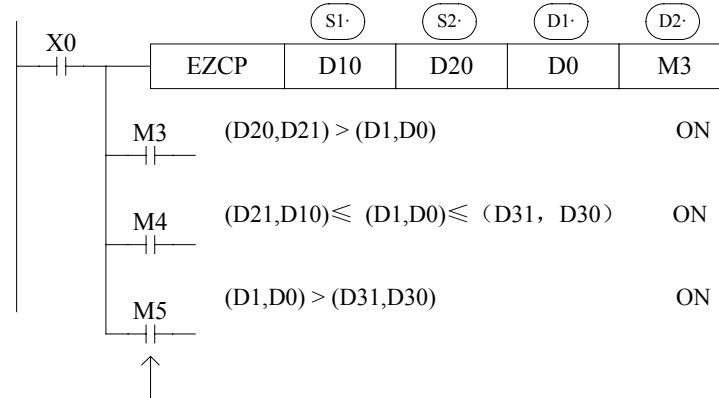 S1· S2· D1· D2·
X0
EZCP D10 D20 D0 M3
M3 (D20,D21) > (D1,D0) ON
M4 (D21,D10)≤ (D1,D0)≤（D31，D30） ON
M5 (D1,D0) > (D31,D30) ON